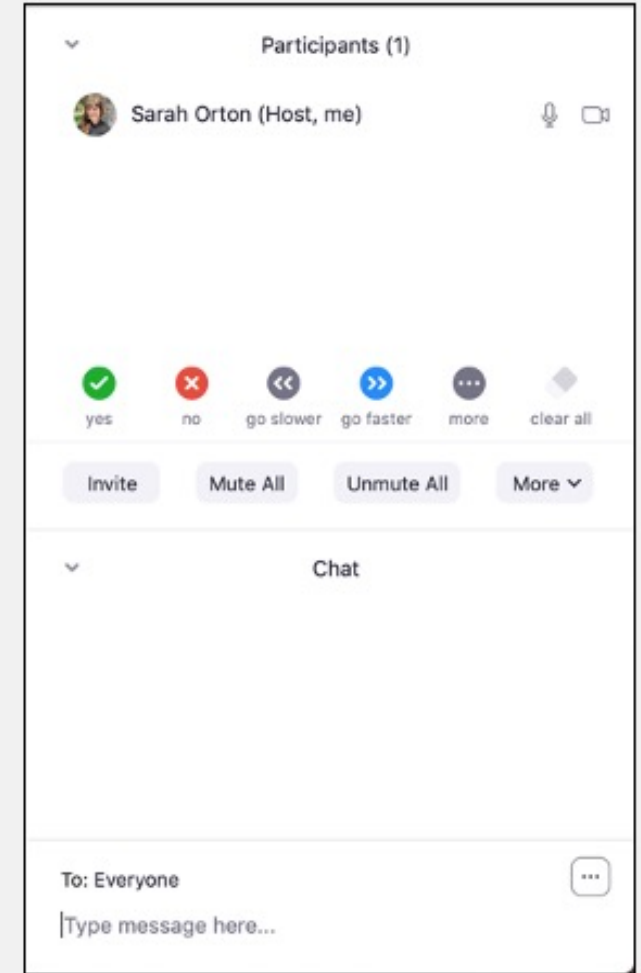 Participants (1)
Sarah Orton (Host, me)
yes no go slower go faster more clear all
Invite Mute All Unmute All More
Chat
To: Everyone
Type message here...